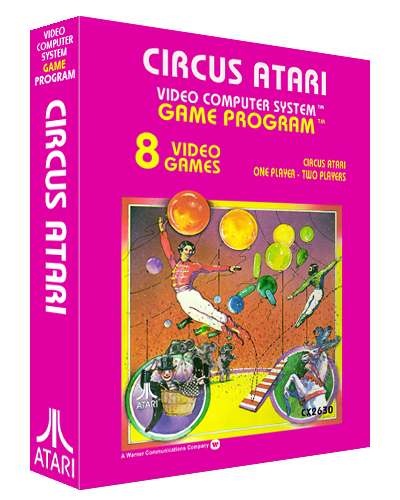 VIDEO
COMPUTER
SYSTEM
GAME
PROGRAM
CIRCUS ATARI
ATARI
CIRCUS ATARI
VIDEO COMPUTER SYSTEM™
GAME PROGRAM™
8 VIDEO
GAMES
CIRCUS ATARI
ONE PLAYER - TWO PLAYERS
ATARI
CX2630
A Warner Communications Company